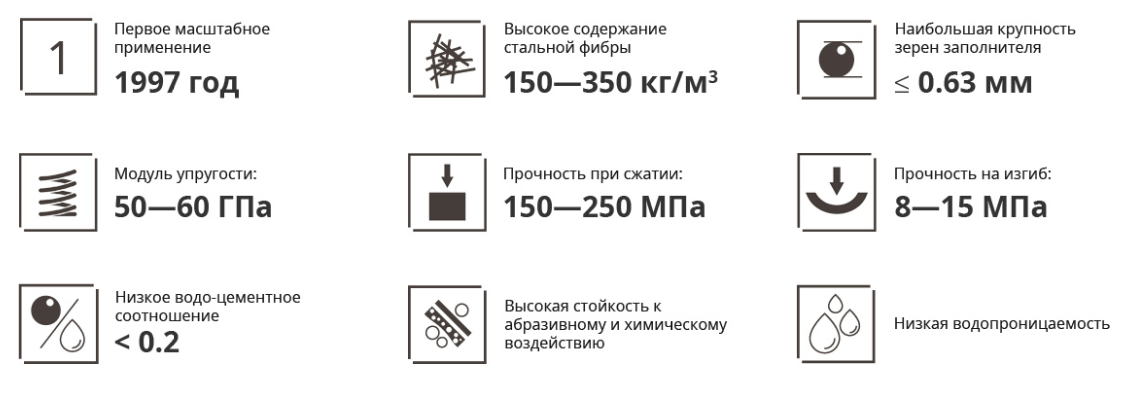 1
Первое масштабное
применение
1997 год
Высокое содержание
стальной фибры
150—350 кг/м³
Наибольшая крупность
зерен заполнителя
≤ 0.63 мм
Модуль упругости:
50—60 ГПа
Прочность при сжатии:
150—250 МПа
Прочность на изгиб:
8—15 МПа
Низкое водо-цементное
соотношение
< 0.2
Высокая стойкость к
абразивному и химическому
воздействию
Низкая водопроницаемость